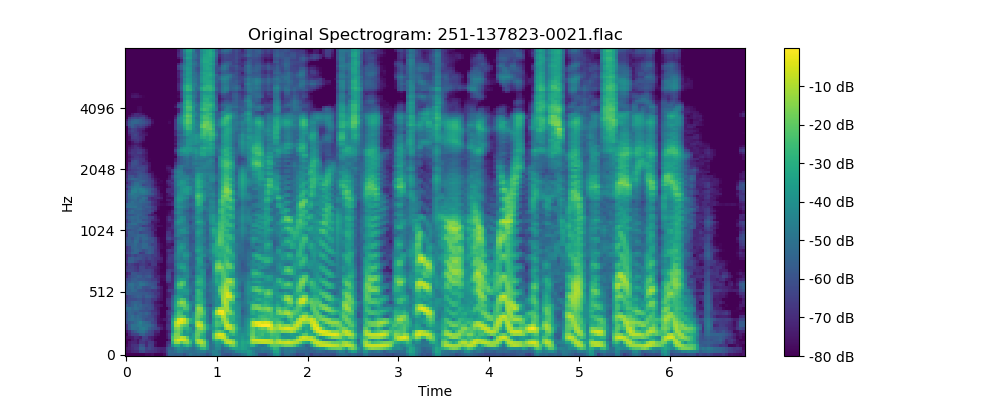 Original Spectrogram: 251-137823-0021.flac
Hz
4096
2048
1024
512
0
0 1 2 3 4 5 6
Time
-10 dB
-20 dB
-30 dB
-40 dB
-50 dB
-60 dB
-70 dB
-80 dB